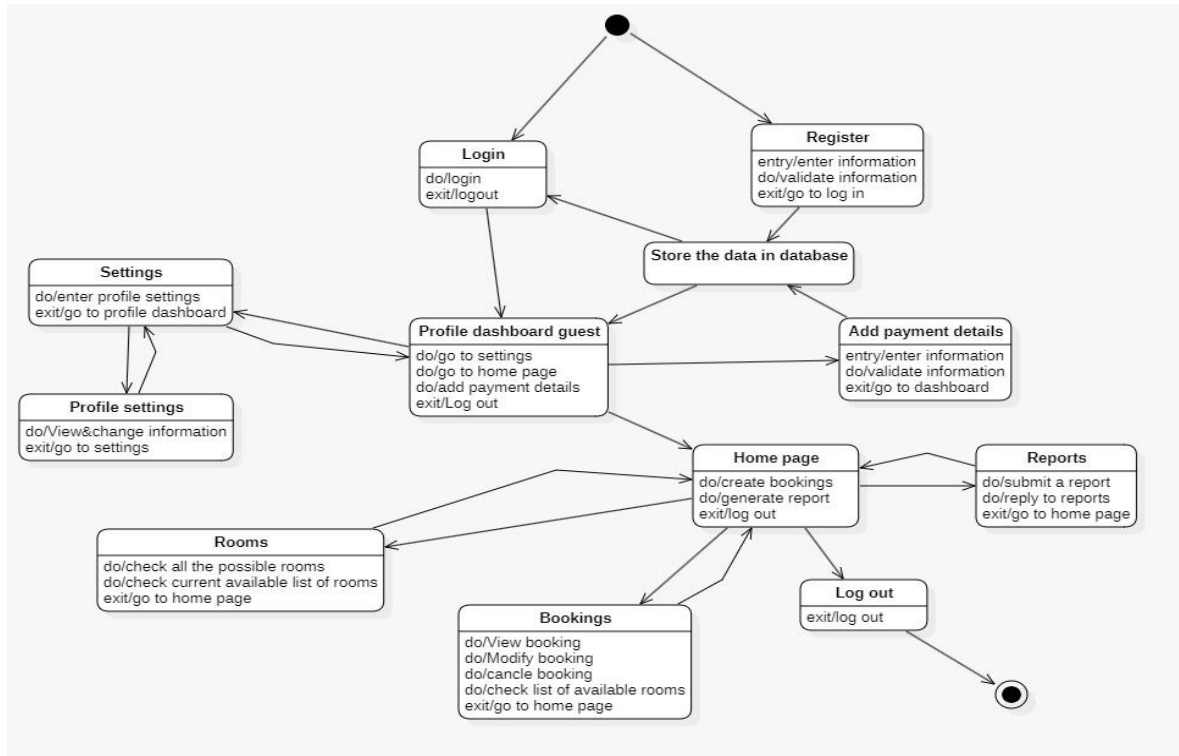 Login
do/login
exit/logout
Register
entry/enter information
do/validate information
exit/go to log in
Store the data in database
Settings
do/enter profile settings
exit/go to profile dashboard
Profile dashboard guest
do/go to settings
do/go to home page
do/add payment details
exit/Log out
Add payment details
entry/enter information
do/validate information
exit/go to dashboard
Profile settings
do/View&change information
exit/go to settings
Home page
do/create bookings
do/generate report
exit/log out
Reports
do/submit a report
do/reply to reports
exit/go to home page
Rooms
do/check all the possible rooms
do/check current available list of rooms
exit/go to home page
Bookings
do/View booking
do/Modify booking
do/cancle booking
do/check list of available rooms
exit/go to home page
Log out
exit/log out